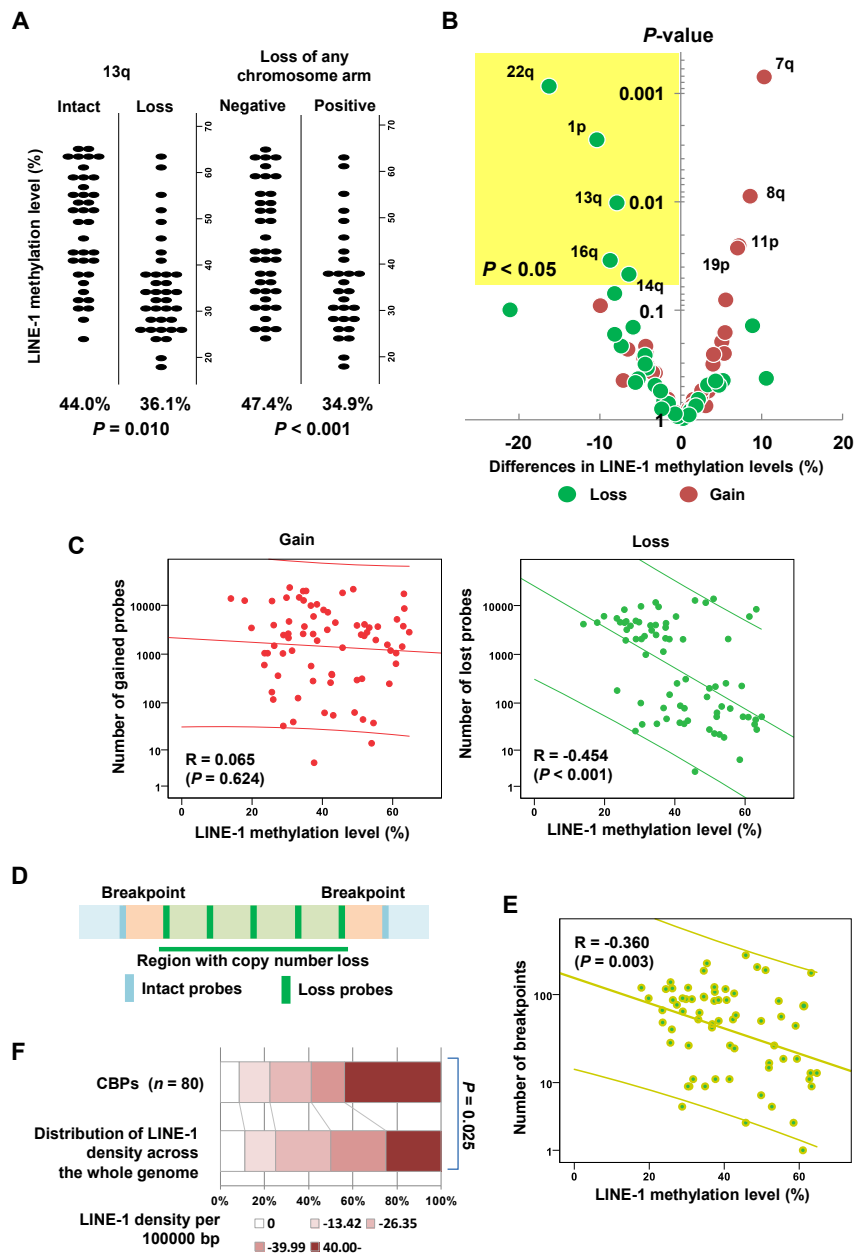 A
13q
Loss of any
chromosome arm
Intact
Loss
Negative
Positive
LINE-1 methylation level (%)
70
60
50
40
30
20
70
60
50
40
30
20
44.0%
36.1%
47.4%
34.9%
P = 0.010
P < 0.001
B
P-value
22q
7q
0.001
1p
13q
0.01
8q
16q
11p
P < 0.05
19p
14q
0.1
1
-20
-10
0
10
20
Differences in LINE-1 methylation levels (%)
Loss
Gain
C
Gain
Number of gained probes
10000
1000
100
10
1
R = 0.065
(P = 0.624)
0
20
40
60
LINE-1 methylation level (%)
Loss
Number of lost probes
10000
1000
100
10
1
R = -0.454
(P < 0.001)
0
20
40
60
LINE-1 methylation level (%)
D
Breakpoint
Breakpoint
Region with copy number loss
Intact probes
Loss probes
E
R = -0.360
(P = 0.003)
Number of breakpoints
100
10
1
0
20
40
60
LINE-1 methylation level (%)
F
CBPs (n = 80)
Distribution of LINE-1
density across
the whole genome
P = 0.025
0%
20%
40%
60%
80%
100%
LINE-1 density per
100000 bp
0
-13.42
-26.35
-39.99
40.00-